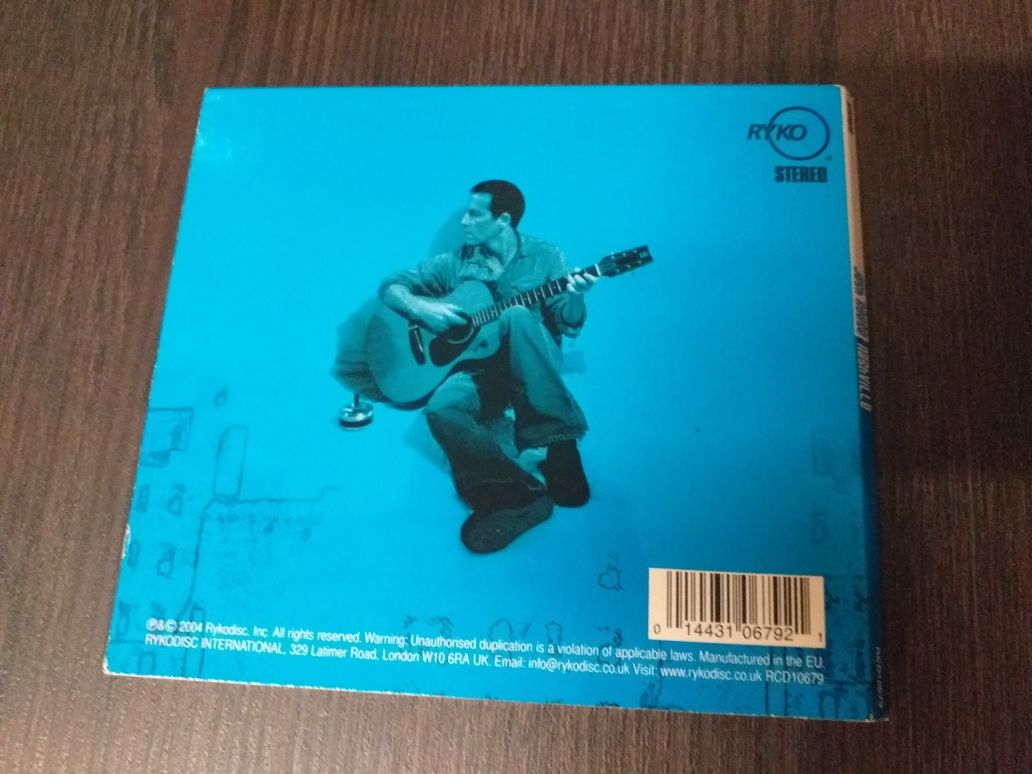 RYKO
STEREO
0 14431 06792 1
℗&© 2004 Rykodisc, Inc. All rights reserved. Warning: Unauthorised duplication is a violation of applicable laws. Manufactured in the EU.
RYKODISC INTERNATIONAL, 329 Latimer Road, London W10 6RA UK. Email: info@rykodisc.co.uk Visit: www.rykodisc.co.uk RCD10679
RCD10679